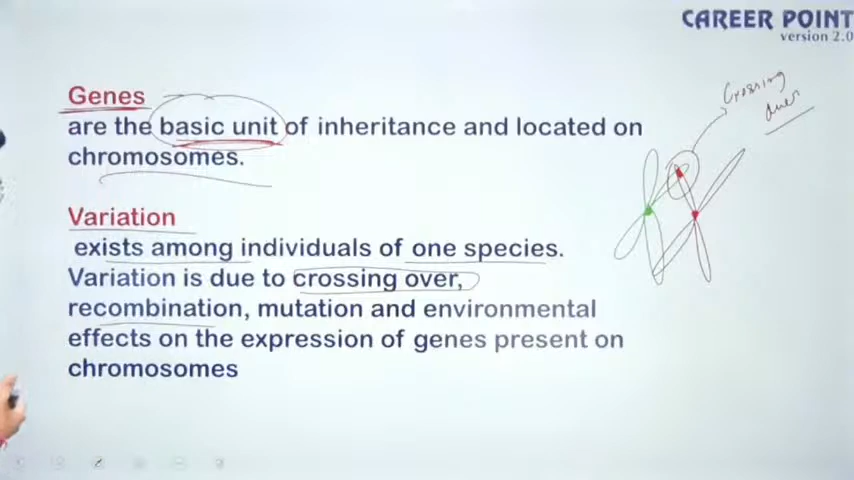 CAREER POINT
version 2.0
Genes
are the basic unit of inheritance and located on
chromosomes.
Variation
exists among individuals of one species.
Variation is due to crossing over,
recombination, mutation and environmental
effects on the expression of genes present on
chromosomes
Crossing
over